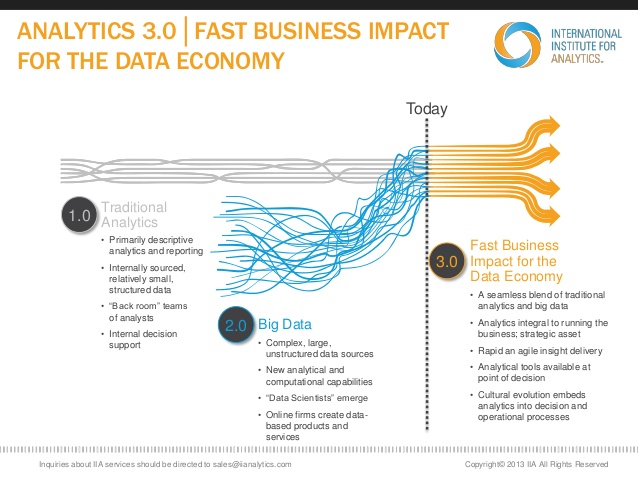 ANALYTICS 3.0│FAST BUSINESS IMPACT
FOR THE DATA ECONOMY
INTERNATIONAL
INSTITUTE FOR
ANALYTICS™
Today
1.0
Traditional
Analytics
• Primarily descriptive
analytics and reporting
• Internally sourced,
relatively small,
structured data
• “Back room” teams
of analysts
• Internal decision
support
2.0
Big Data
• Complex, large,
unstructured data sources
• New analytical and
computational capabilities
• “Data Scientists” emerge
• Online firms create data-
based products and
services
3.0
Fast Business
Impact for the
Data Economy
• A seamless blend of traditional
analytics and big data
• Analytics integral to running the
business; strategic asset
• Rapid an agile insight delivery
• Analytical tools available at
point of decision
• Cultural evolution embeds
analytics into decision and
operational processes
Inquiries about IIA services should be directed to sales@iianalytics.com
Copyright© 2013 IIA All Rights Reserved